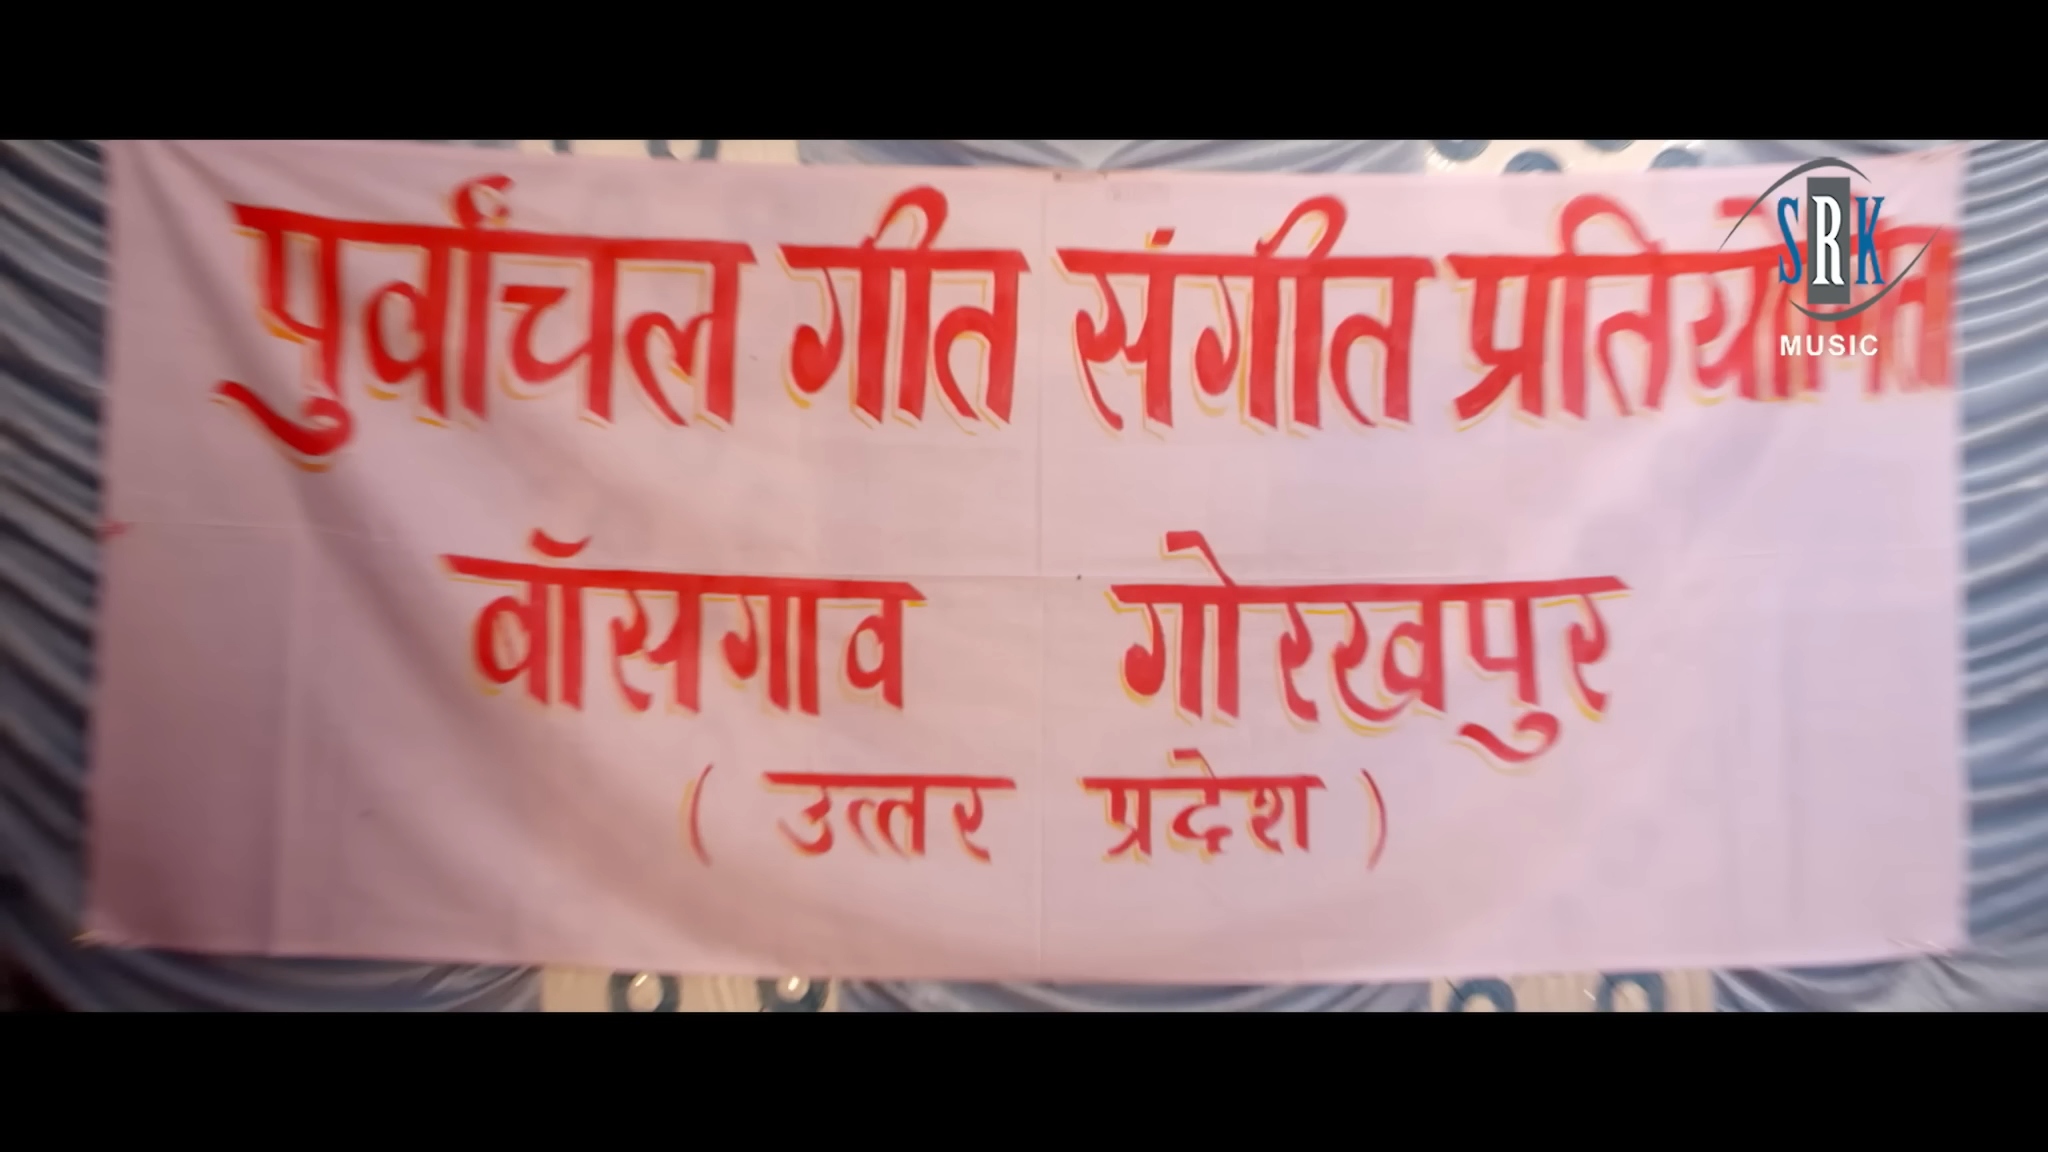 पुर्वांचल गीत संगीत प्रतियोगिता
SRK
MUSIC
बॉसगाव गोरखपुर
( उत्तर प्रदेश )